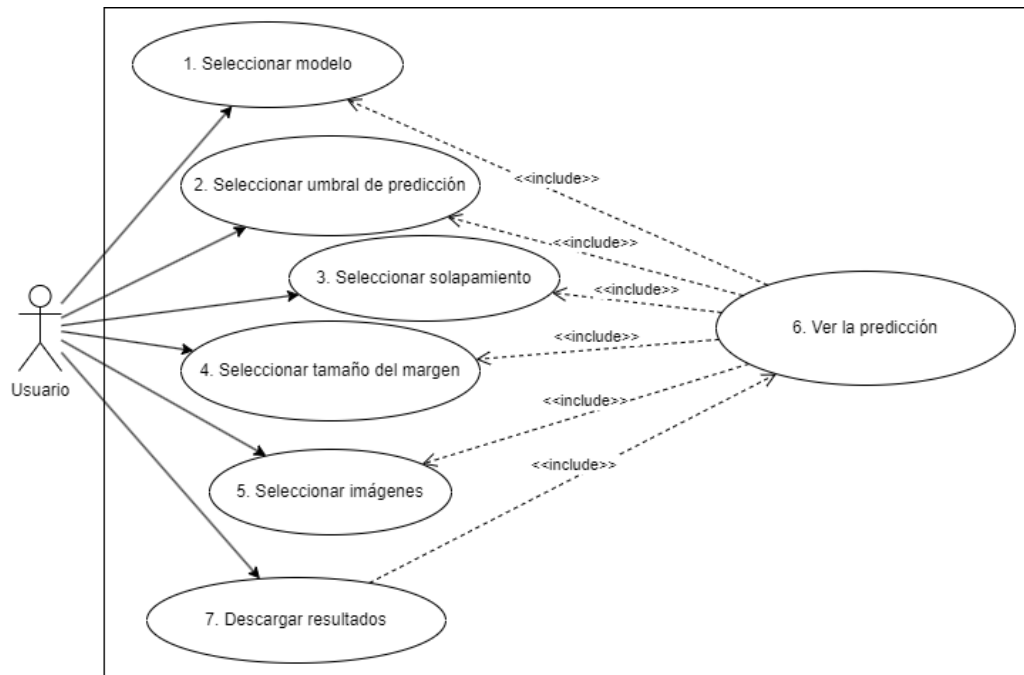 1. Seleccionar modelo
2. Seleccionar umbral de predicción
<<include>>
<<include>>
3. Seleccionar solapamiento
<<include>>
6. Ver la predicción
<<include>>
4. Seleccionar tamaño del margen
Usuario
<<include>>
5. Seleccionar imágenes
<<include>>
7. Descargar resultados